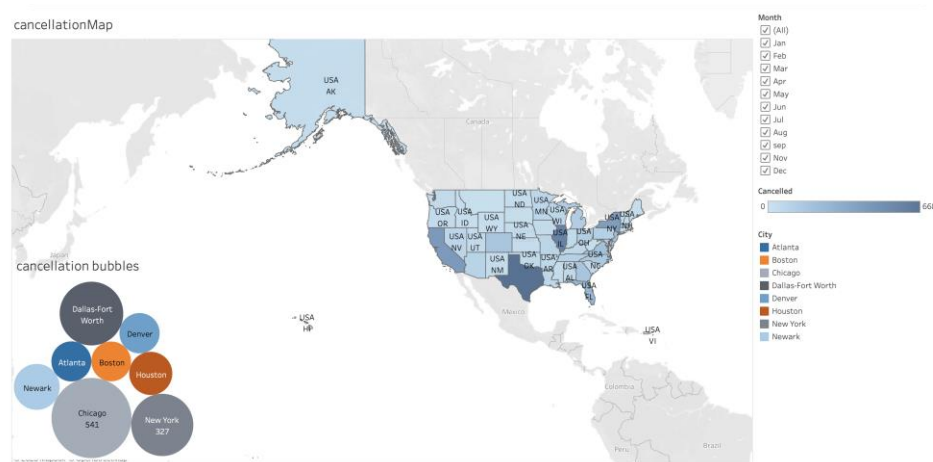 cancellationMap
USA
AK
Canada
Japan
USA
OR
USA
ID
USA
WY
USA
ND
USA
MN
USA
WI
USA
NY
USA
NV
USA
UT
USA
NE
USA
IL
USA
OH
USA
NM
USA
USA
AR
USA
AL
USA
NC
USA
FL
USA
USA
VI
Mexico
Colombia
Peru
Brazil
cancellation bubbles
Dallas-Fort
Worth
Denver
Atlanta
Boston
Houston
Newark
Chicago
541
New York
327
Month
(All)
Jan
Feb
Mar
Apr
May
Jun
Jul
Aug
sep
Nov
Dec
Cancelled
0
City
Atlanta
Boston
Chicago
Dallas-Fort Worth
Denver
Houston
New York
Newark